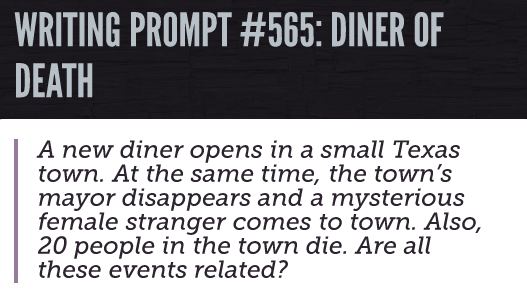 WRITING PROMPT #565: DINER OF
DEATH
A new diner opens in a small Texas
town. At the same time, the town's
mayor disappears and a mysterious
female stranger comes to town. Also,
20 people in the town die. Are all
these events related?